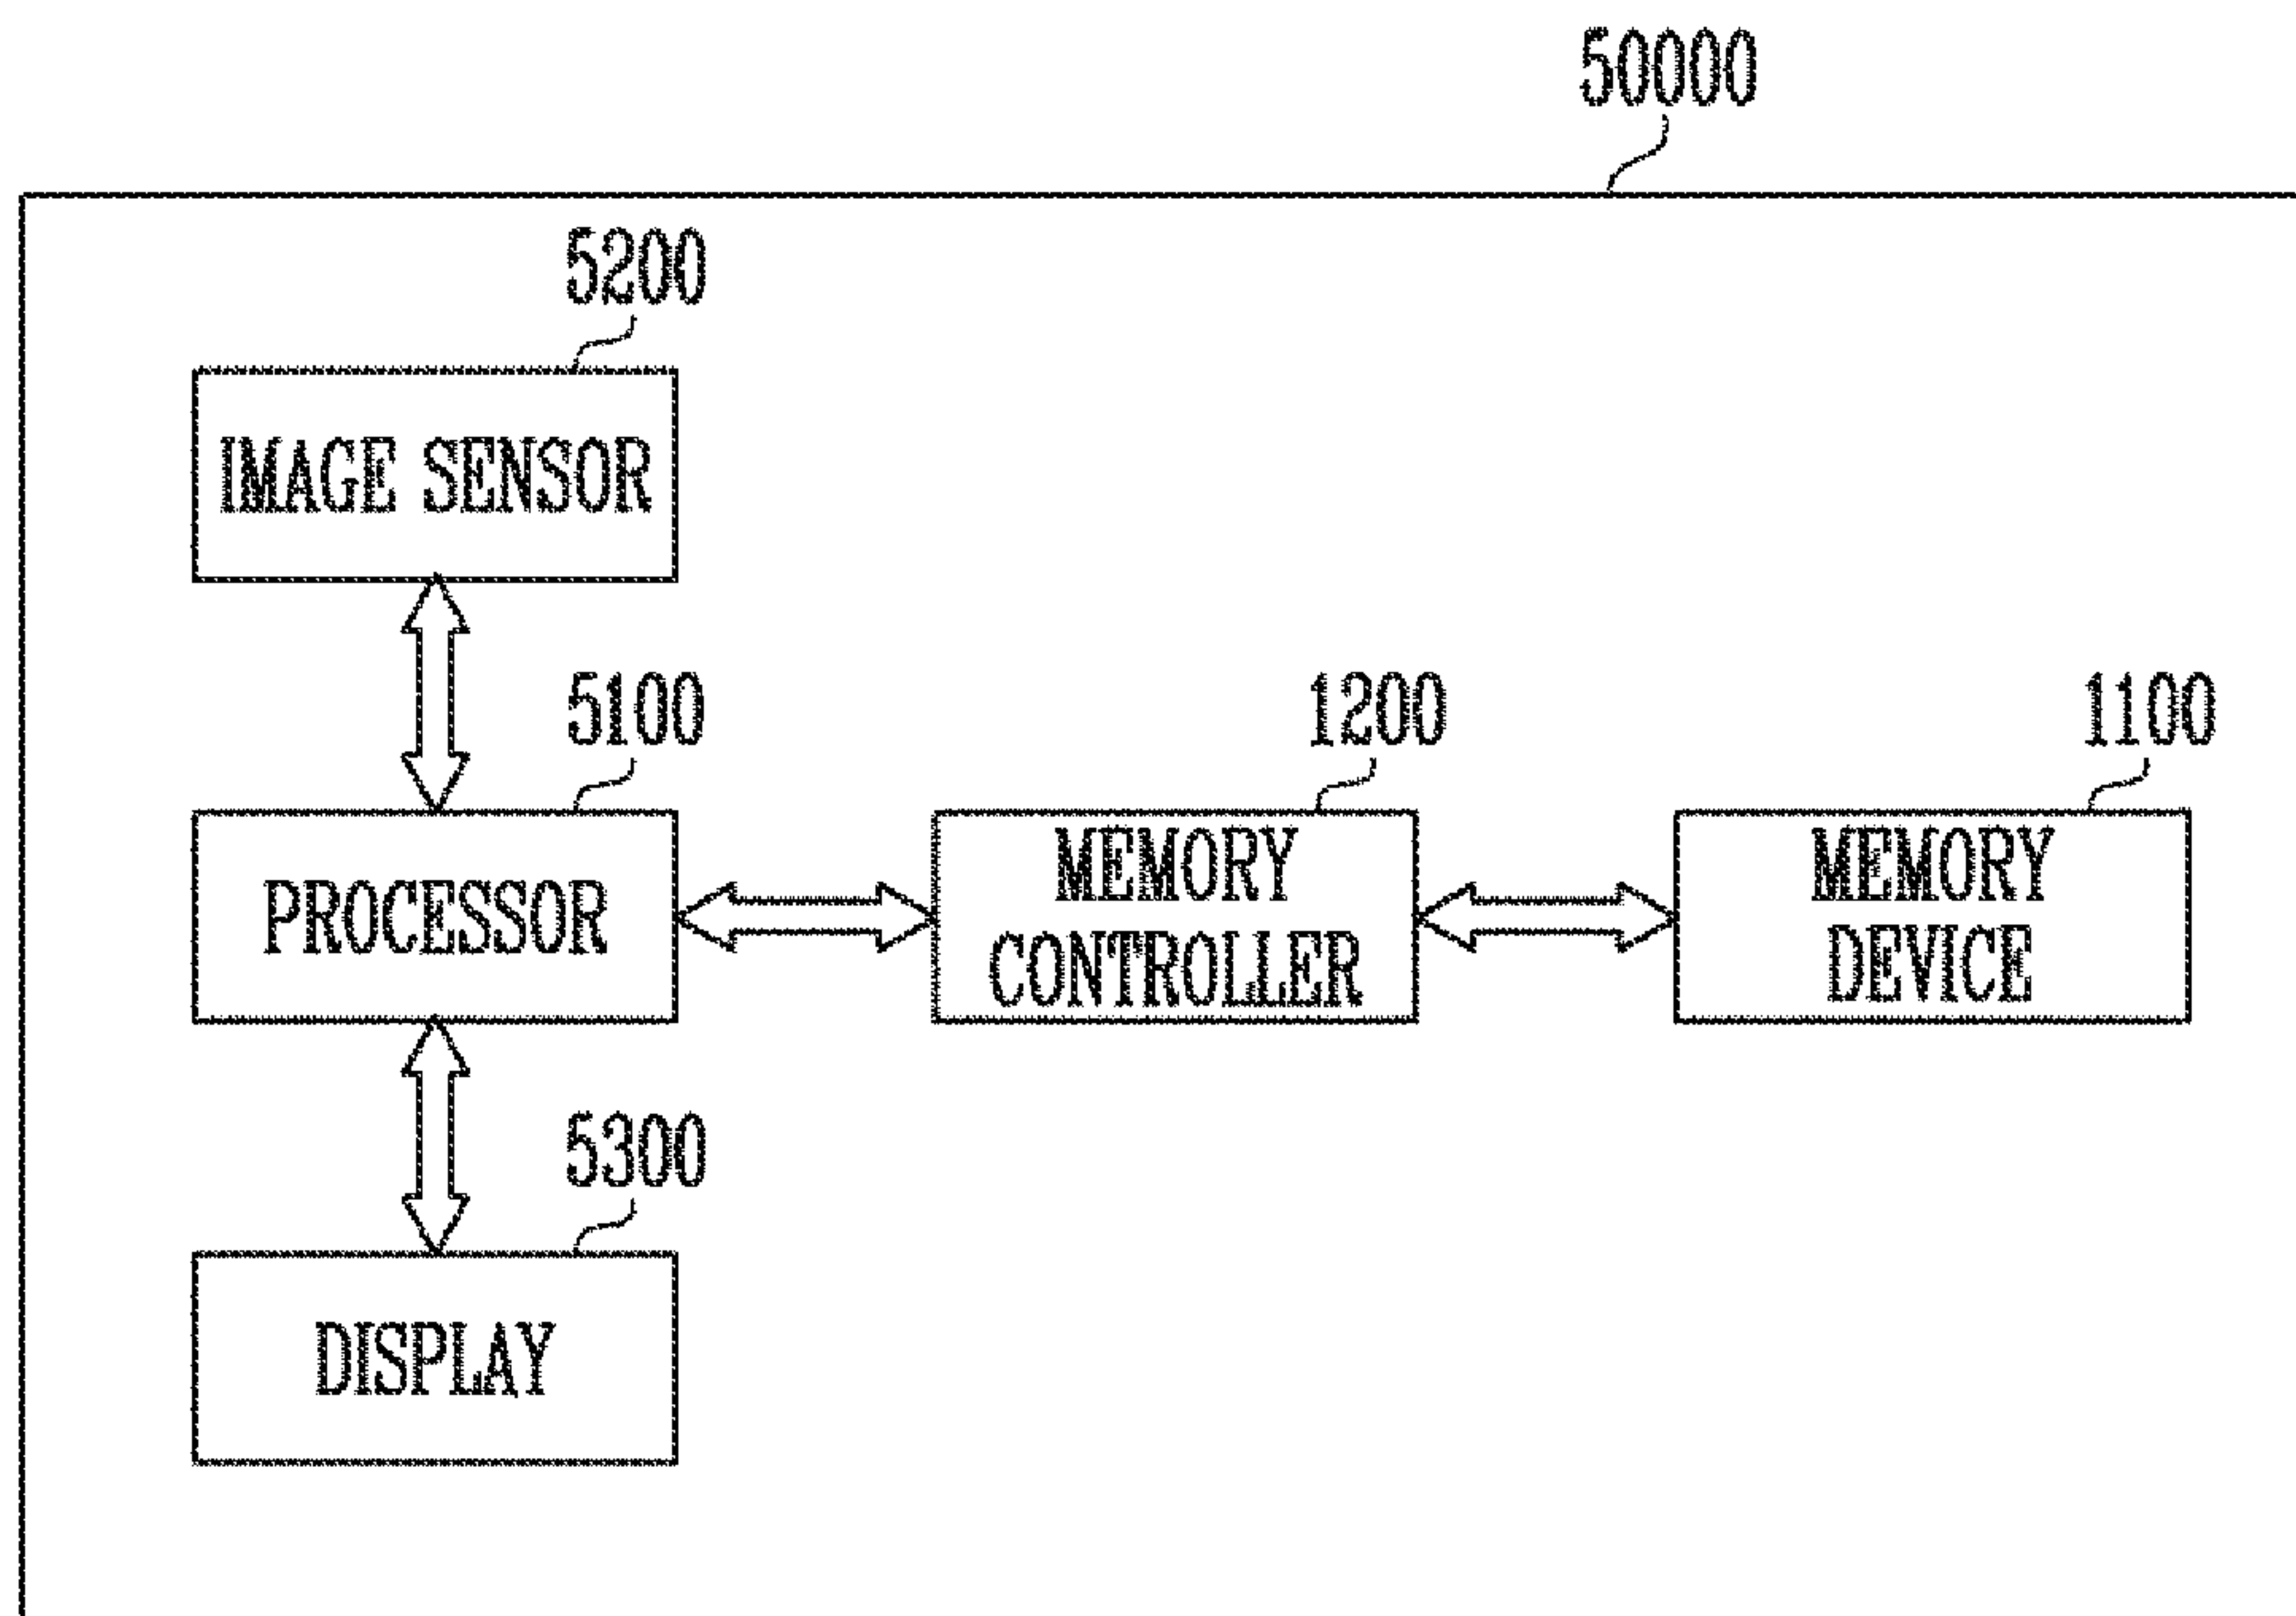 50000
5200
IMAGE SENSOR
5100
PROCESSOR
1200
MEMORY
CONTROLLER
1100
MEMORY
DEVICE
5300
DISPLAY